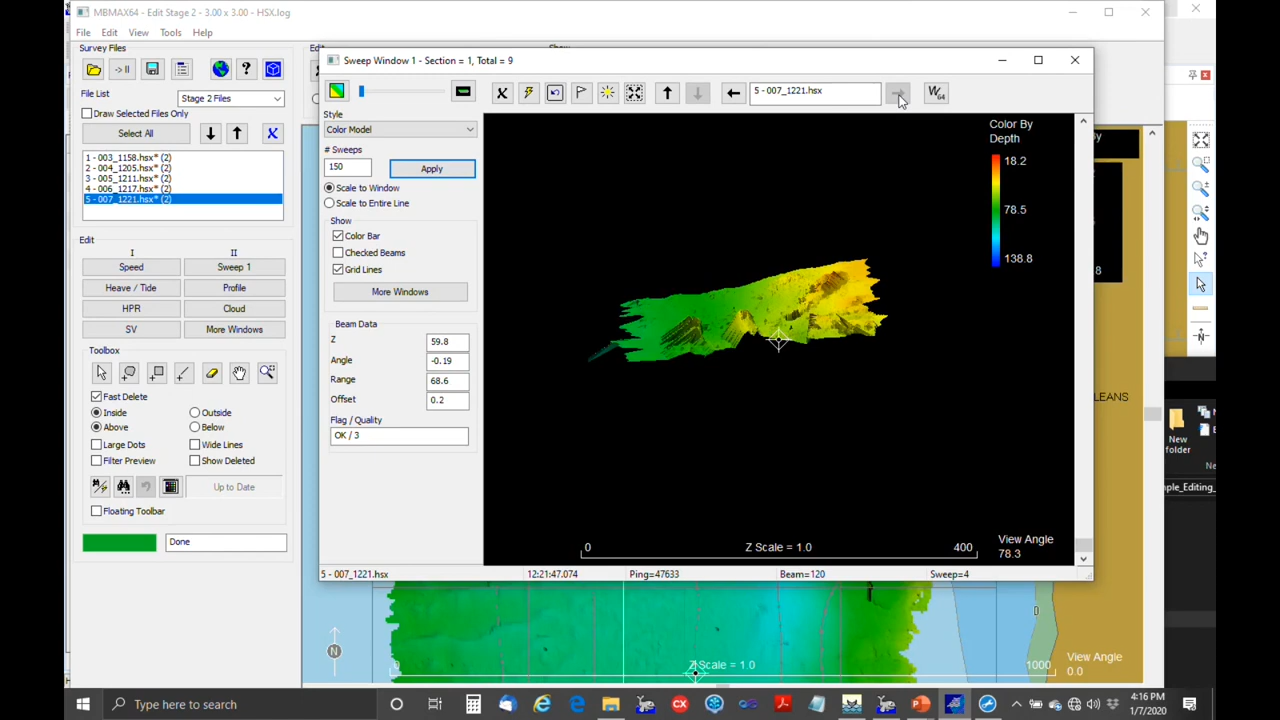 MBMAX64 - Edit Stage 2 - 3.00 x 3.00 - HSX.log
File Edit View Tools Help
Survey Files
-> II
?
File List
Stage 2 Files
Draw Selected Files Only
Select All
1 - 003_1158.hsx* (2)
2 - 004_1205.hsx* (2)
3 - 005_1211.hsx* (2)
4 - 006_1217.hsx* (2)
5 - 007_1221.hsx* (2)
Edit
I II
Speed Sweep 1
Heave / Tide Profile
HPR Cloud
SV More Windows
Toolbox
Fast Delete
Inside Outside
Above Below
Large Dots Wide Lines
Filter Preview Show Deleted
Up to Date
Floating Toolbar
Done
Sweep Window 1 - Section = 1, Total = 9
5 - 007_1221.hsx
W64
Style
Color Model
# Sweeps
150
Apply
Scale to Window
Scale to Entire Line
Show
Color Bar
Checked Beams
Grid Lines
More Windows
Beam Data
Z 59.8
Angle -0.19
Range 68.6
Offset 0.2
Flag / Quality
OK / 3
Color By
Depth
18.2
78.5
138.8
0 Z Scale = 1.0 400
View Angle
78.3
5 - 007_1221.hsx 12:21:47.074 Ping=47633 Beam=120 Sweep=4
LEANS
New
folder
ple_Editing_
N
0 Z Scale = 1.0 1000
View Angle
0.0
Type here to search
4:16 PM
1/7/2020